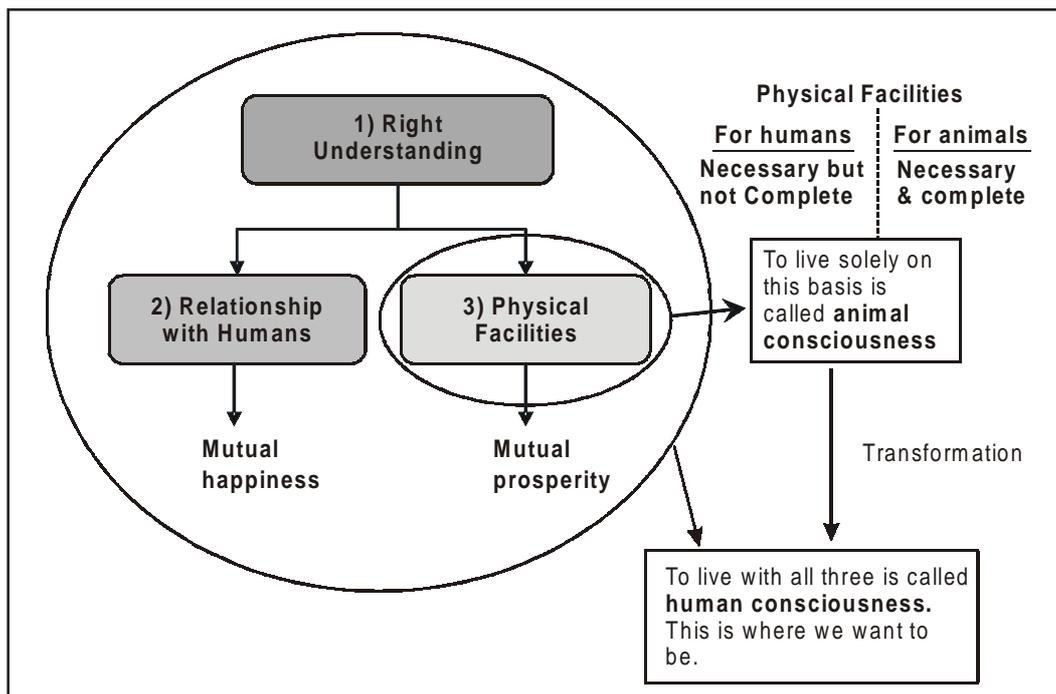 1) Right
Understanding
2) Relationship
with Humans
3) Physical
Facilities
Mutual
happiness
Mutual
prosperity
Physical Facilities
For humans
Necessary but
not Complete
For animals
Necessary
& complete
To live solely on
this basis is
called animal
consciousness
Transformation
To live with all three is called
human consciousness.
This is where we want to
be.